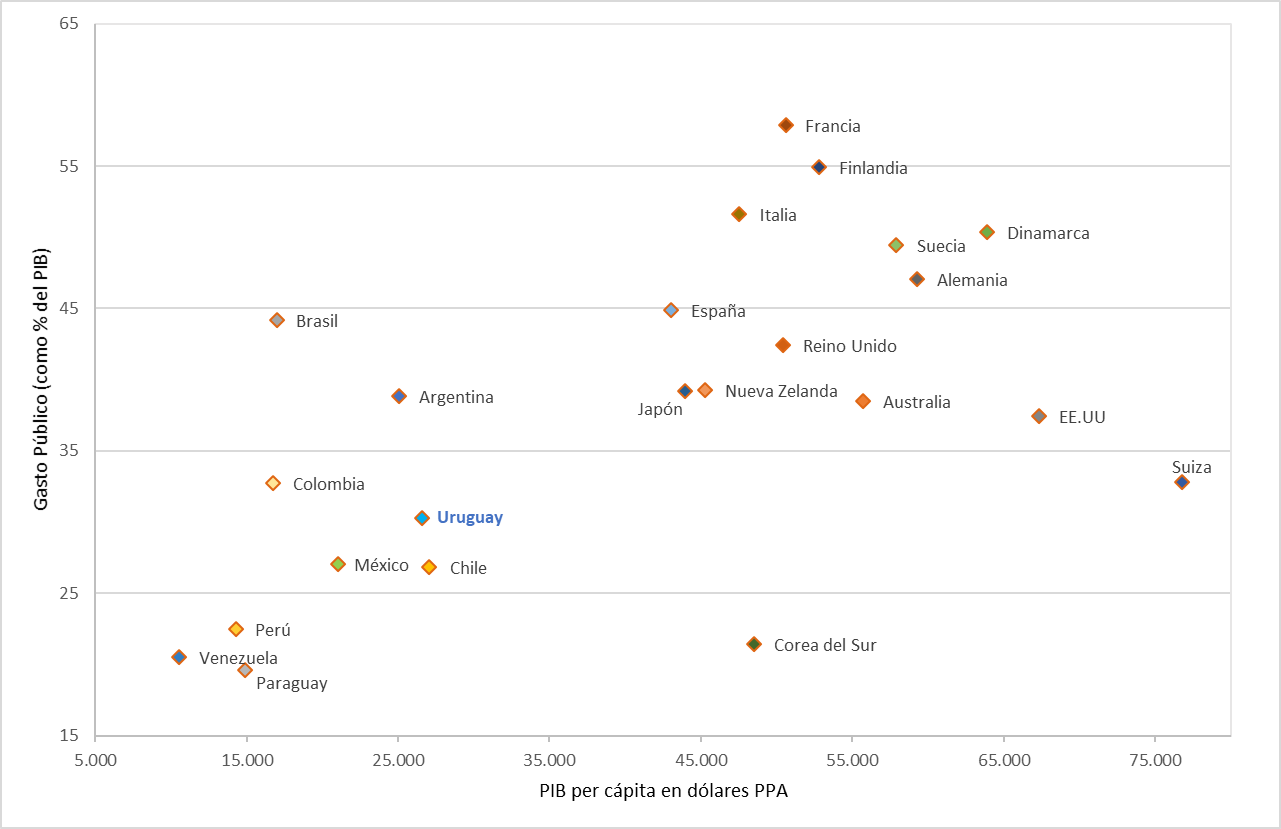 65
Francia
55
Finlandia
Italia
Dinamarca
Suecia
Alemania
45
España
Brasil
Reino Unido
Argentina
Nueva Zelanda
Japón
Australia
EE.UU
35
Suiza
Colombia
Uruguay
México
Chile
25
Perú
Corea del Sur
Venezuela
Paraguay
15
Gasto Público (como % del PIB)
5.000 15.000 25.000 35.000 45.000 55.000 65.000 75.000
PIB per cápita en dólares PPA